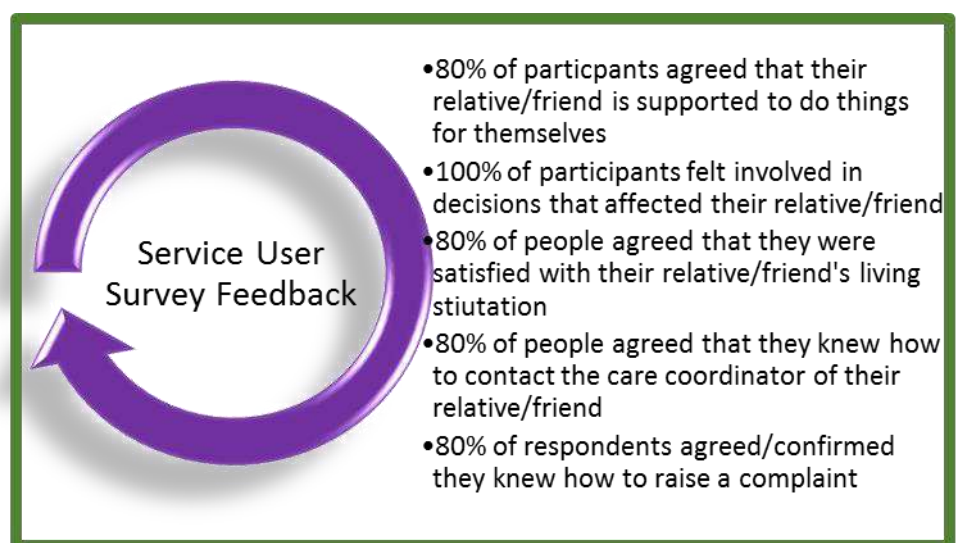 Service User
Survey Feedback
•80% of particpants agreed that their
relative/friend is supported to do things
for themselves
•100% of participants felt involved in
decisions that affected their relative/friend
•80% of people agreed that they were
satisfied with their relative/friend's living
stiutation
•80% of people agreed that they knew how
to contact the care coordinator of their
relative/friend
•80% of respondents agreed/confirmed
they knew how to raise a complaint